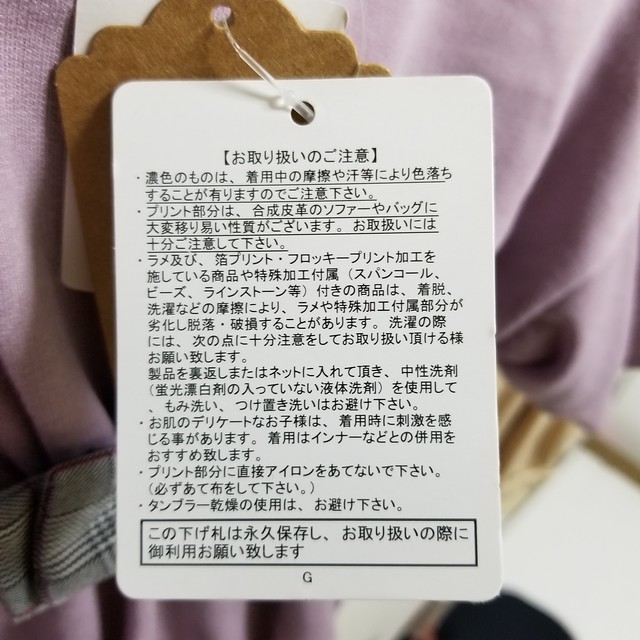 【お取り扱いのご注意】
・濃色のものは、着用中の摩擦や汗等により色落ち
することが有りますのでご注意下さい。
・プリント部分は、合成皮革のソファーやバッグに
大変移り易い性質がございます。お取扱いには
十分ご注意して下さい。
・ラメ及び、箔プリント・フロッキープリント加工を
施している商品や特殊加工付属（スパンコール、
ビーズ、ラインストーン等）付きの商品は、着脱、
洗濯などの摩擦により、ラメや特殊加工付属部分が
劣化し脱落・破損することがあります。洗濯の際
には、次の点に十分注意をしてお取り扱い頂ける様
お願い致します。
製品を裏返しまたはネットに入れて頂き、中性洗剤
（蛍光漂白剤の入っていない液体洗剤）を使用して
、もみ洗い、つけ置き洗いはお避け下さい。
・お肌のデリケートなお子様は、着用時に刺激を感
じる事があります。着用はインナーなどとの併用を
おすすめ致します。
・プリント部分に直接アイロンをあてないで下さい。
（必ずあて布をして下さい。）
・タンブラー乾燥の使用は、お避け下さい。
この下げ札は永久保存し、お取り扱いの際に
御利用お願い致します
G